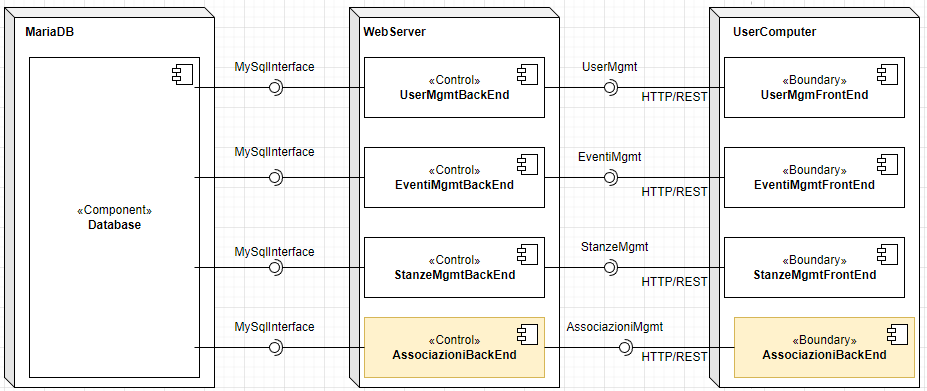 MariaDB
WebServer
UserComputer
MySqlInterface
«Control»
UserMgmtBackEnd
UserMgmt
HTTP/REST
«Boundary»
UserMgmFrontEnd
MySqlInterface
«Control»
EventiMgmtBackEnd
EventiMgmt
HTTP/REST
«Boundary»
EventiMgmtFrontEnd
«Component»
Database
MySqlInterface
«Control»
StanzeMgmtBackEnd
StanzeMgmt
HTTP/REST
«Boundary»
StanzeMgmtFrontEnd
MySqlInterface
«Control»
AssociazioniBackEnd
AssociazioniMgmt
HTTP/REST
«Boundary»
AssociazioniBackEnd